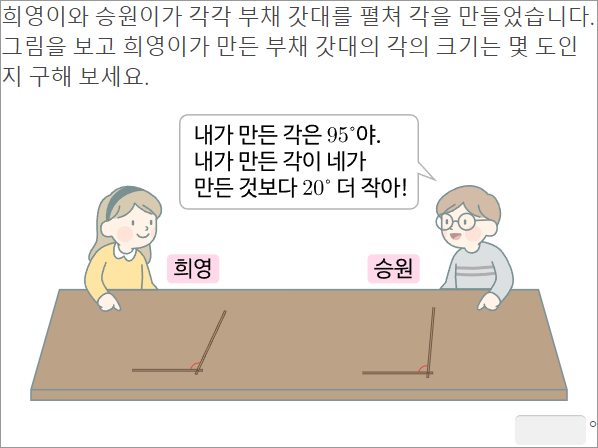 희영이와 승원이가 각각 부채 갓대를 펼쳐 각을 만들었습니다.
그림을 보고 희영이가 만든 부채 갓대의 각의 크기는 몇 도인
지 구해 보세요.
내가 만든 각은 95°야.
내가 만든 각이 네가
만든 것보다 20° 더 작아!
희영
승원
°